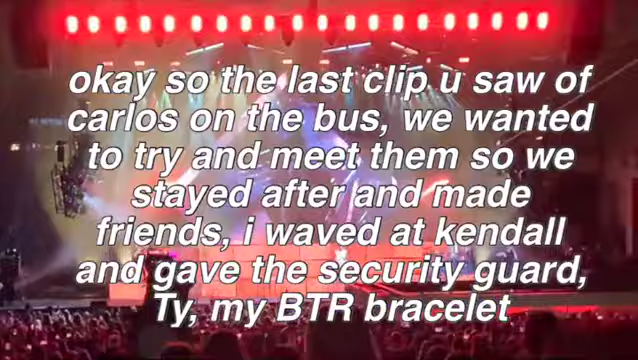 okay so the last clip u saw of
carlos on the bus, we wanted
to try and meet them so we
stayed after and made
friends, i waved at kendall
and gave the security guard,
Ty, my BTR bracelet